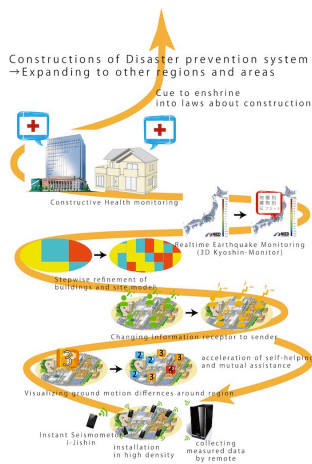 Constructions of Disaster prevention system
→Expanding to other regions and areas
Cue to enshrine
into laws about construction
Constructive Health monitoring
Realtime Earthquake Monitoring
(3D Kyoshin-Monitor)
Stepwise refinement of
buildings and site model
Changing information receptor to sender
acceleration of self-helping
and mutual assistance
Visualizing ground motion differnces around region
Instant Seismometer
i-Jishin
installation
in high density
collecting
measured data
by remote